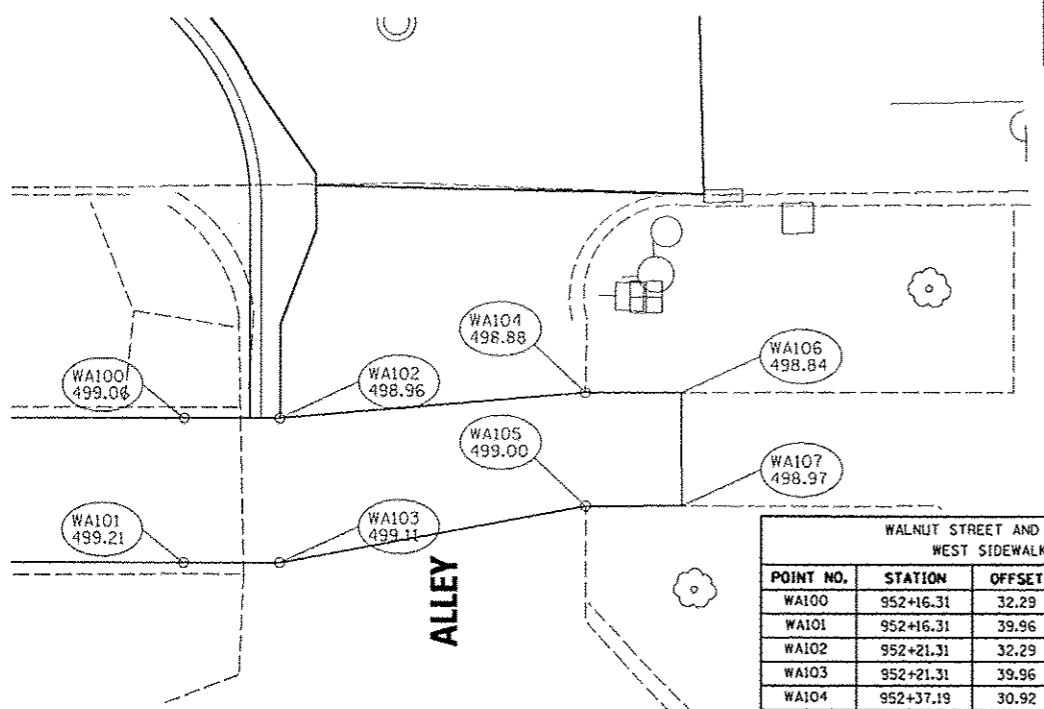 WA104
498.88
WA106
498.84
WA100
499.06
WA102
498.96
WA105
499.00
WA107
498.97
WA101
499.21
WA103
499.11
ALLEY
WALNUT STREET AND
WEST SIDEWALK
POINT NO. STATION OFFSET
WA100 952+16.31 32.29
WA101 952+16.31 39.96
WA102 952+21.31 32.29
WA103 952+21.31 39.96
WA104 952+37.19 30.92